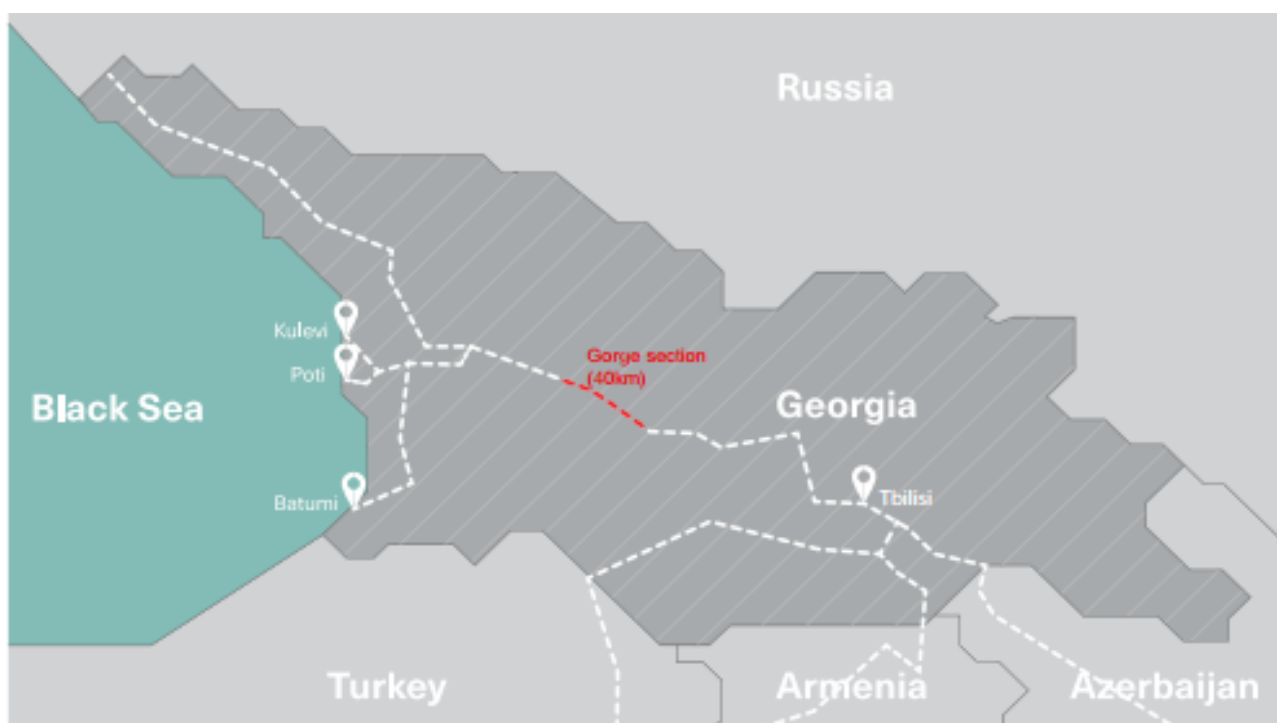 Russia
Kulevi
Gorge section
(40km)
Poti
Black Sea
Georgia
Batumi
Tbilisi
Turkey
Armenia
Azerbaijan